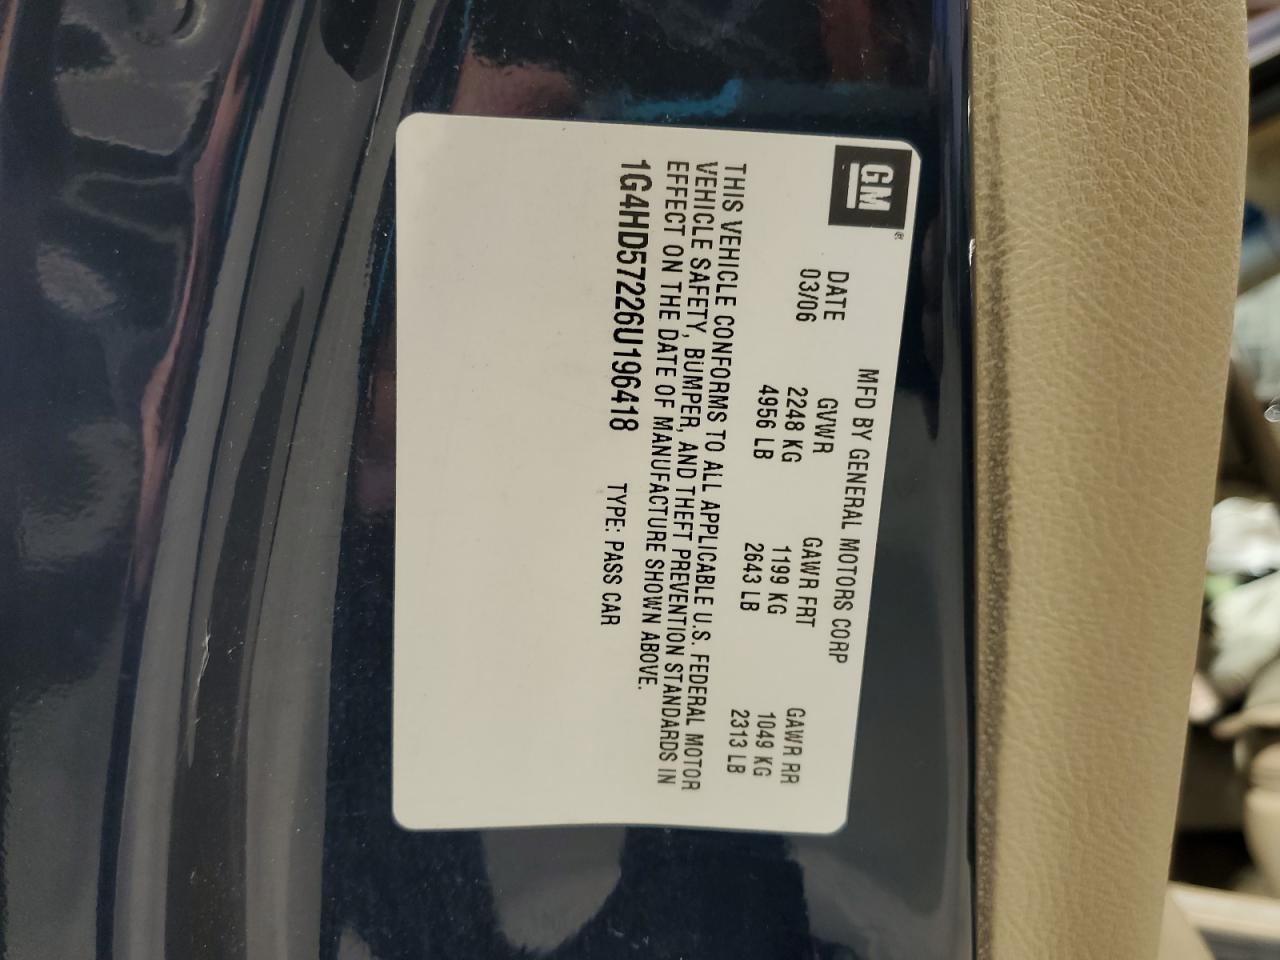 GM®
MFD BY GENERAL MOTORS CORP
DATE GVWR GAWR FRT GAWR RR
03/06 2248 KG 1199 KG 1049 KG
4956 LB 2643 LB 2313 LB
THIS VEHICLE CONFORMS TO ALL APPLICABLE U.S. FEDERAL MOTOR
VEHICLE SAFETY, BUMPER, AND THEFT PREVENTION STANDARDS IN
EFFECT ON THE DATE OF MANUFACTURE SHOWN ABOVE.
1G4HD57226U196418 TYPE: PASS CAR